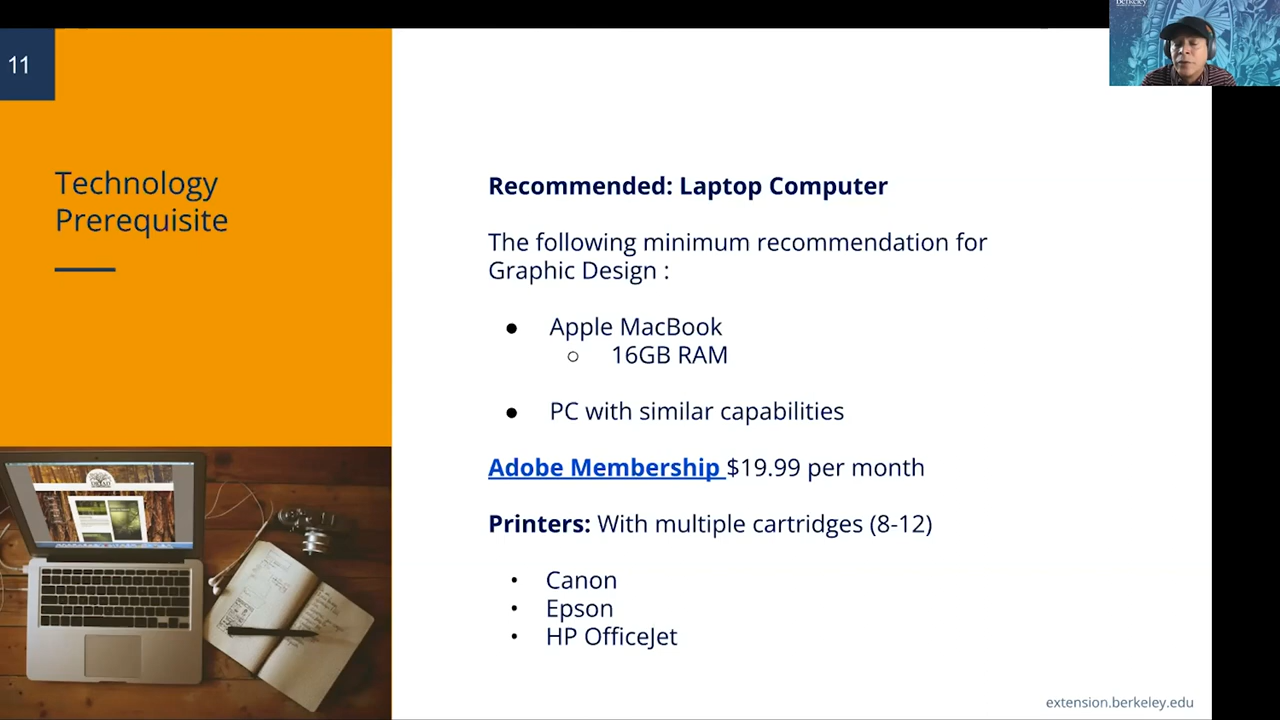 Berkeley
11
Technology
Prerequisite
Recommended: Laptop Computer
The following minimum recommendation for
Graphic Design :
● Apple MacBook
○ 16GB RAM
● PC with similar capabilities
Adobe Membership $19.99 per month
Printers: With multiple cartridges (8-12)
• Canon
• Epson
• HP OfficeJet
extension.berkeley.edu